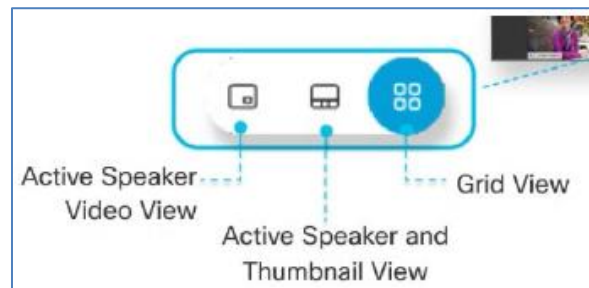 Active Speaker
Video View
Active Speaker and
Thumbnail View
Grid View